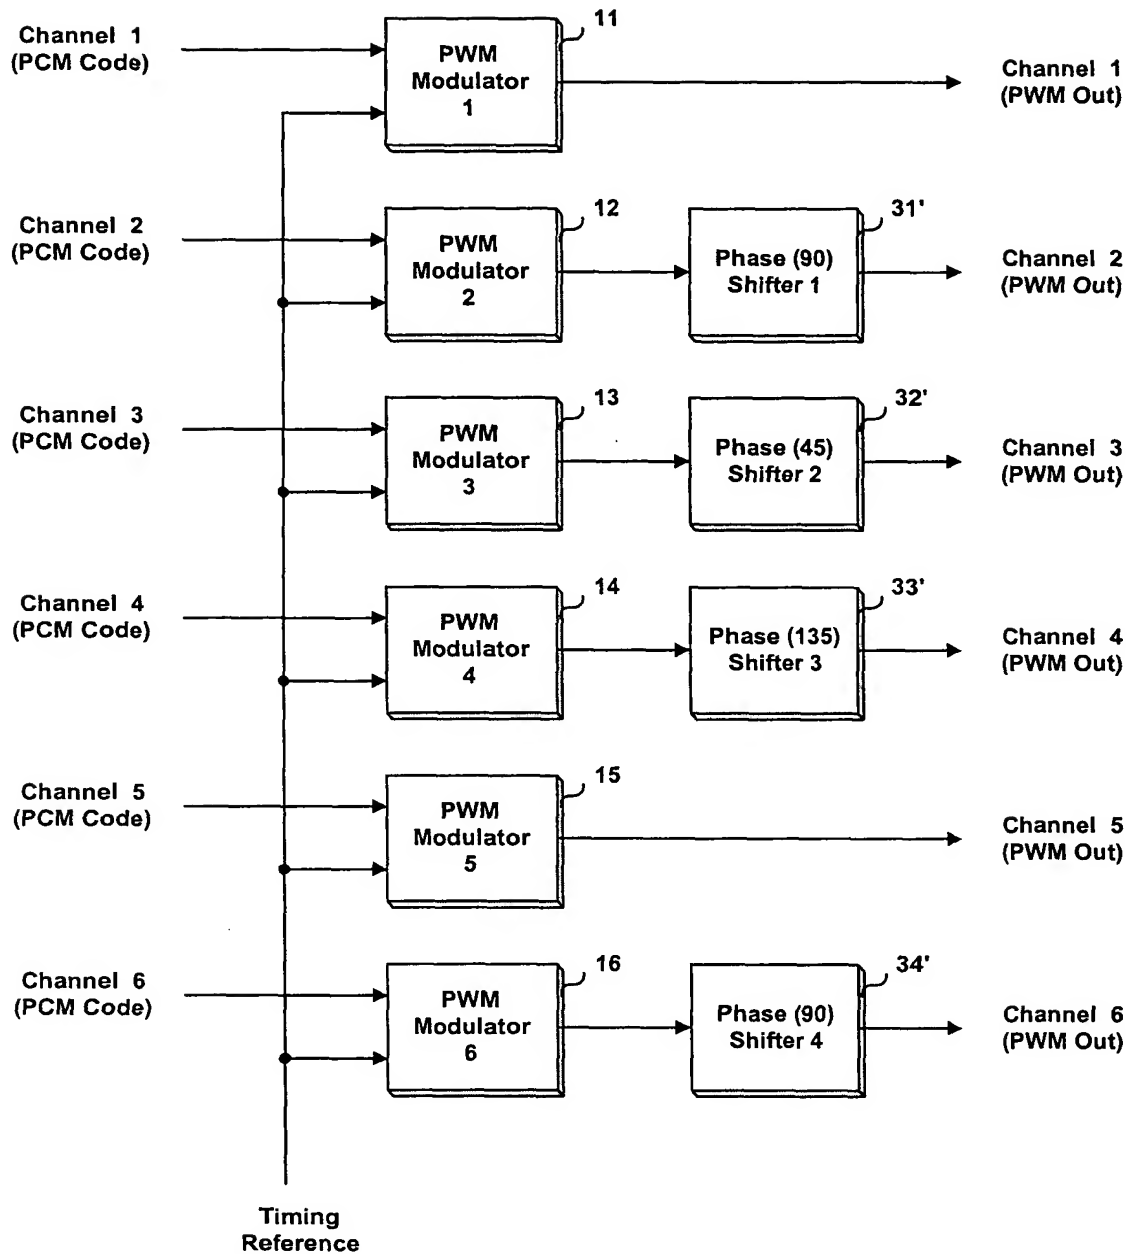 Channel 1
(PCM Code)
PWM
Modulator
1
11
Channel 1
(PWM Out)
Channel 2
(PCM Code)
PWM
Modulator
2
12
Phase (90)
Shifter 1
31'
Channel 2
(PWM Out)
Channel 3
(PCM Code)
PWM
Modulator
3
13
Phase (45)
Shifter 2
32'
Channel 3
(PWM Out)
Channel 4
(PCM Code)
PWM
Modulator
4
14
Phase (135)
Shifter 3
33'
Channel 4
(PWM Out)
Channel 5
(PCM Code)
PWM
Modulator
5
15
Channel 5
(PWM Out)
Channel 6
(PCM Code)
PWM
Modulator
6
16
Phase (90)
Shifter 4
34'
Channel 6
(PWM Out)
Timing
Reference